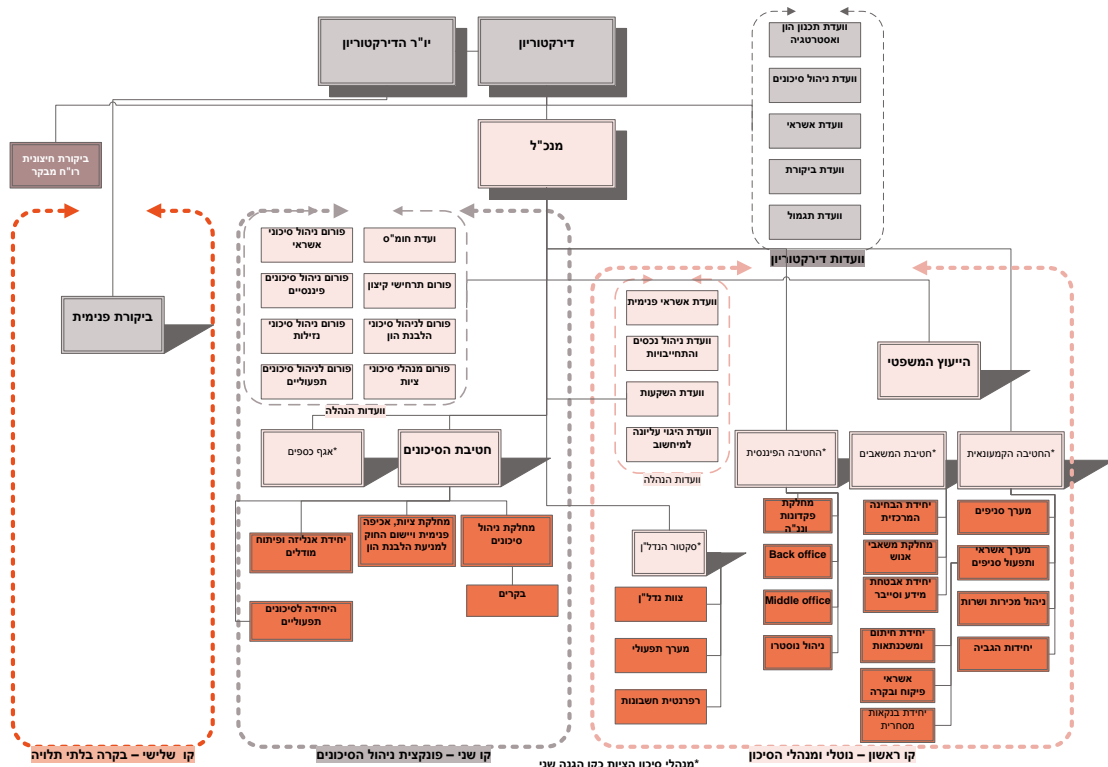 יו"ר הדירקטוריון
דירקטוריון
וועדת תכנון הון
ואסטרטגיה
וועדת ניהול סיכונים
וועדת אשראי
וועדת ביקורת
וועדת תגמול
וועדות דירקטוריון
מנכ"ל
ביקורת חיצונית
רו"ח מבקר
ביקורת פנימית
ועדת חומ"ס
פורום ניהול סיכוני
אשראי
פורום תרחישי קיצון
פורום ניהול סיכונים
פיננסיים
פורום לניהול סיכוני
הלבנת הון
פורום ניהול סיכוני
נזילות
פורום מנהלי סיכוני
ציות
פורום לניהול סיכונים
תפעוליים
וועדות הנהלה
וועדת אשראי פנימית
וועדת ניהול נכסים
והתחייבויות
וועדת השקעות
וועדת היגוי עליונה
למיחשוב
וועדות הנהלה
הייעוץ המשפטי
*החטיבה הקמעונאית
*חטיבת המשאבים
*החטיבה הפיננסית
חטיבת הסיכונים
*אגף כספים
*סקטור הנדל"ן
מערך סניפים
מערך אשראי
ותפעול סניפים
ניהול מכירות ושרות
יחידות הגביה
יחידת הבחינה
המרכזית
מחלקת משאבי
אנוש
יחידת אבטחת
מידע וסייבר
יחידת חיתום
ומשכנתאות
אשראי
פיקוח ובקרה
יחידת בנקאות
מסחרית
מחלקת
פקדונות
וננ"ה
Back office
Middle office
ניהול נוסטרו
צוות נדל"ן
מערך תפעולי
רפרנטית חשבונות
מחלקת ניהול
סיכונים
בקרים
מחלקת ציות, אכיפה
פנימית ויישום החוק
למניעת הלבנת הון
יחידת אנליזה ופיתוח
מודלים
היחידה לסיכונים
תפעוליים
קו ראשון – נוטלי ומנהלי הסיכון
קו שני – פונקצית ניהול הסיכונים
קו שלישי – בקרה בלתי תלויה
*מנהלי סיכון הציות כקו הגנה שני